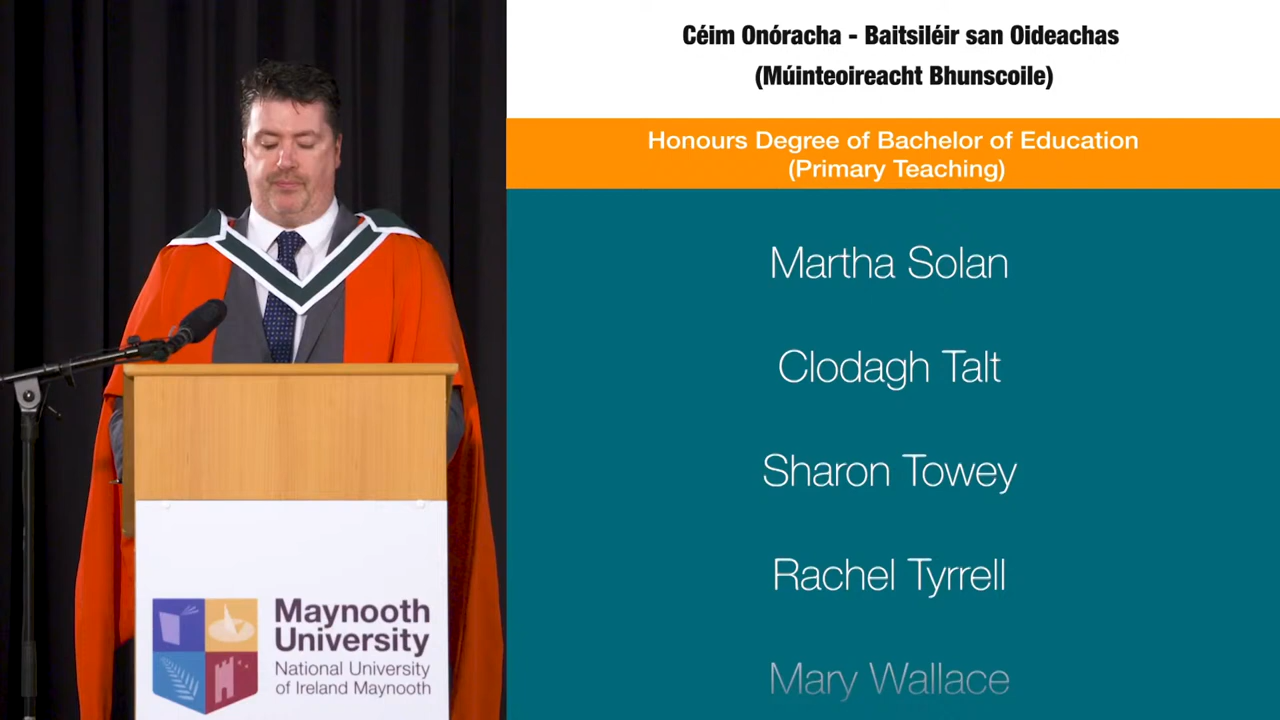 Céim Onóracha - Baitsiléir san Oideachas
(Múinteoireacht Bhunscoile)
Honours Degree of Bachelor of Education
(Primary Teaching)
Martha Solan
Clodagh Talt
Sharon Towey
Rachel Tyrrell
Mary Wallace
Maynooth
University
National University
of Ireland Maynooth